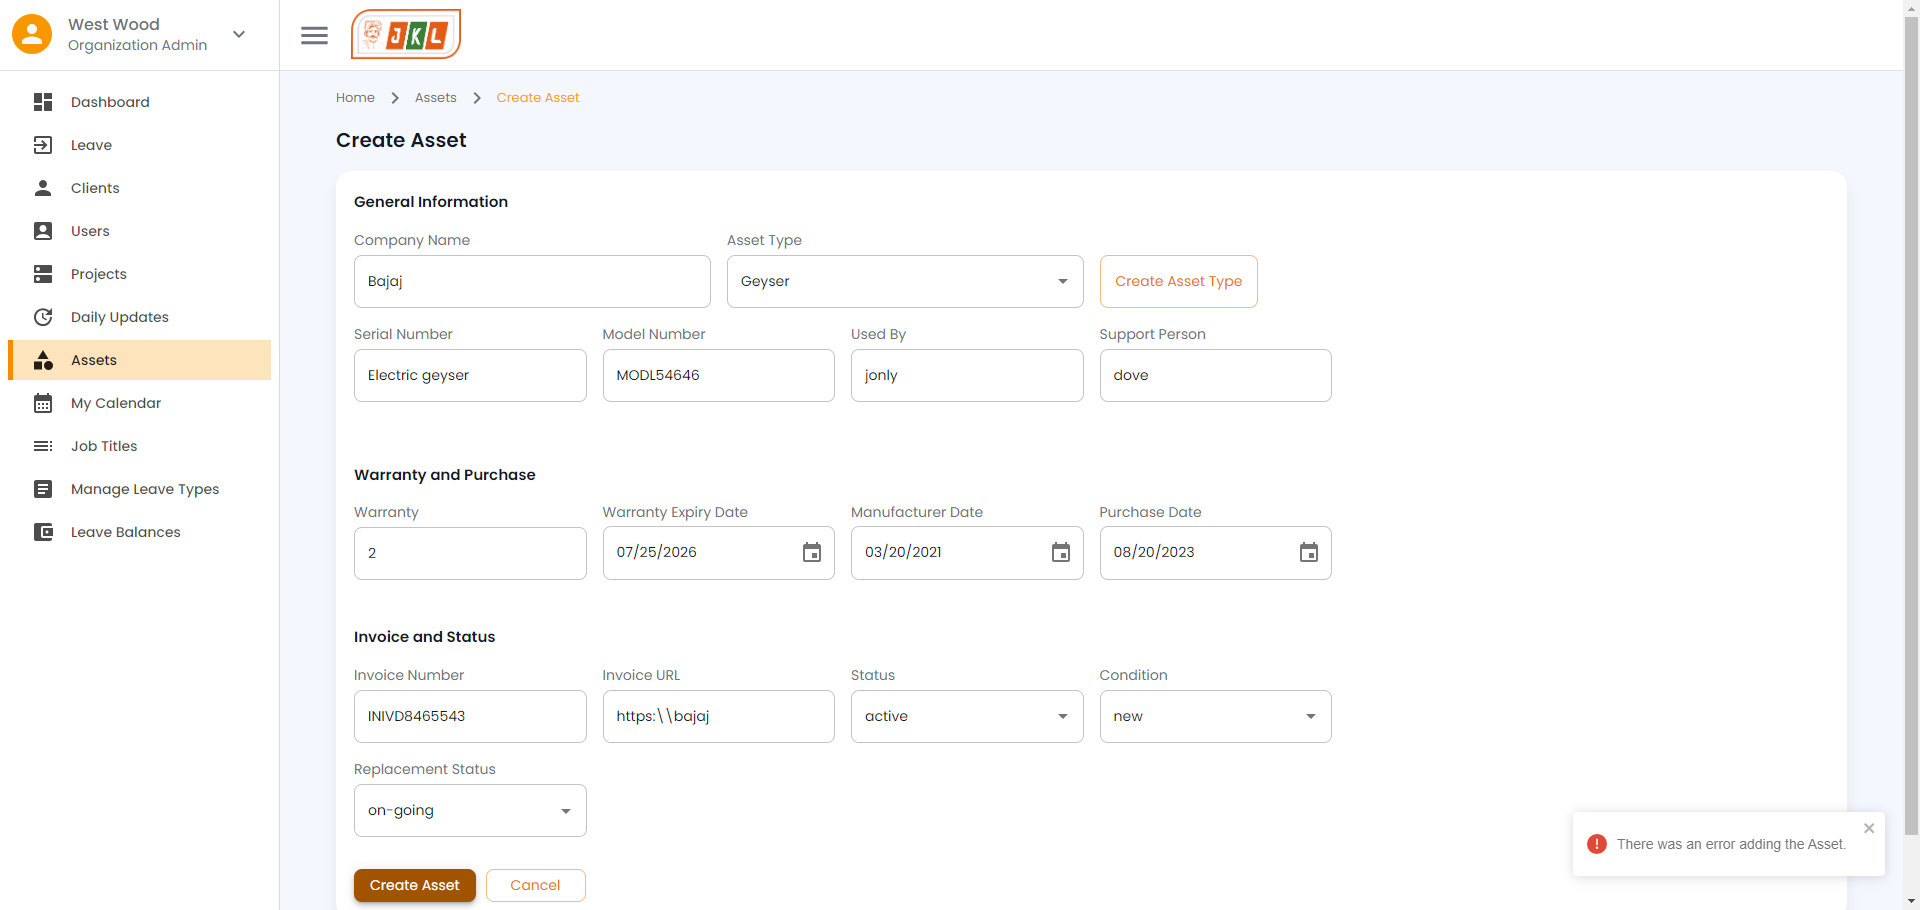 West Wood
Organization Admin
JKL
Dashboard
Leave
Clients
Users
Projects
Daily Updates
Assets
My Calendar
Job Titles
Manage Leave Types
Leave Balances
Home Assets Create Asset
Create Asset
General Information
Company Name Asset Type
Bajaj Geyser Create Asset Type
Serial Number Model Number Used By Support Person
Electric geyser MODL54646 jonly dove
Warranty and Purchase
Warranty Warranty Expiry Date Manufacturer Date Purchase Date
2 07/25/2026 03/20/2021 08/20/2023
Invoice and Status
Invoice Number Invoice URL Status Condition
INIVD8465543 https:\\bajaj active new
Replacement Status
on-going
There was an error adding the Asset.
Create Asset Cancel